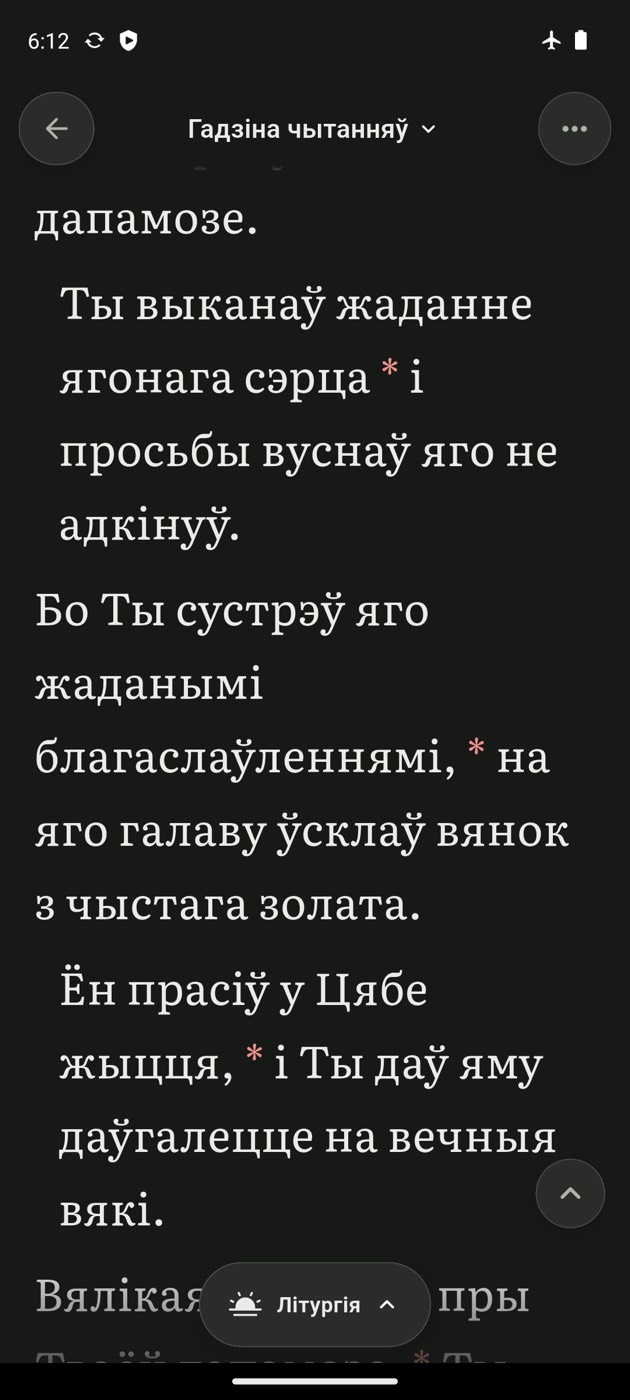 6:12
Гадзіна чытанняў
дапамозе.
Ты выканаў жаданне
ягонага сэрца * і
просьбы вуснаў яго не
адкінуў.
Бо Ты сустрэў яго
жаданымі
благаслаўленнямі, * на
яго галаву ўсклаў вянок
з чыстага золата.
Ён прасіў у Цябе
жыцця, * і Ты даў яму
даўгалецце на вечныя
вякі.
Вялікая пры
Літургія
* Ты